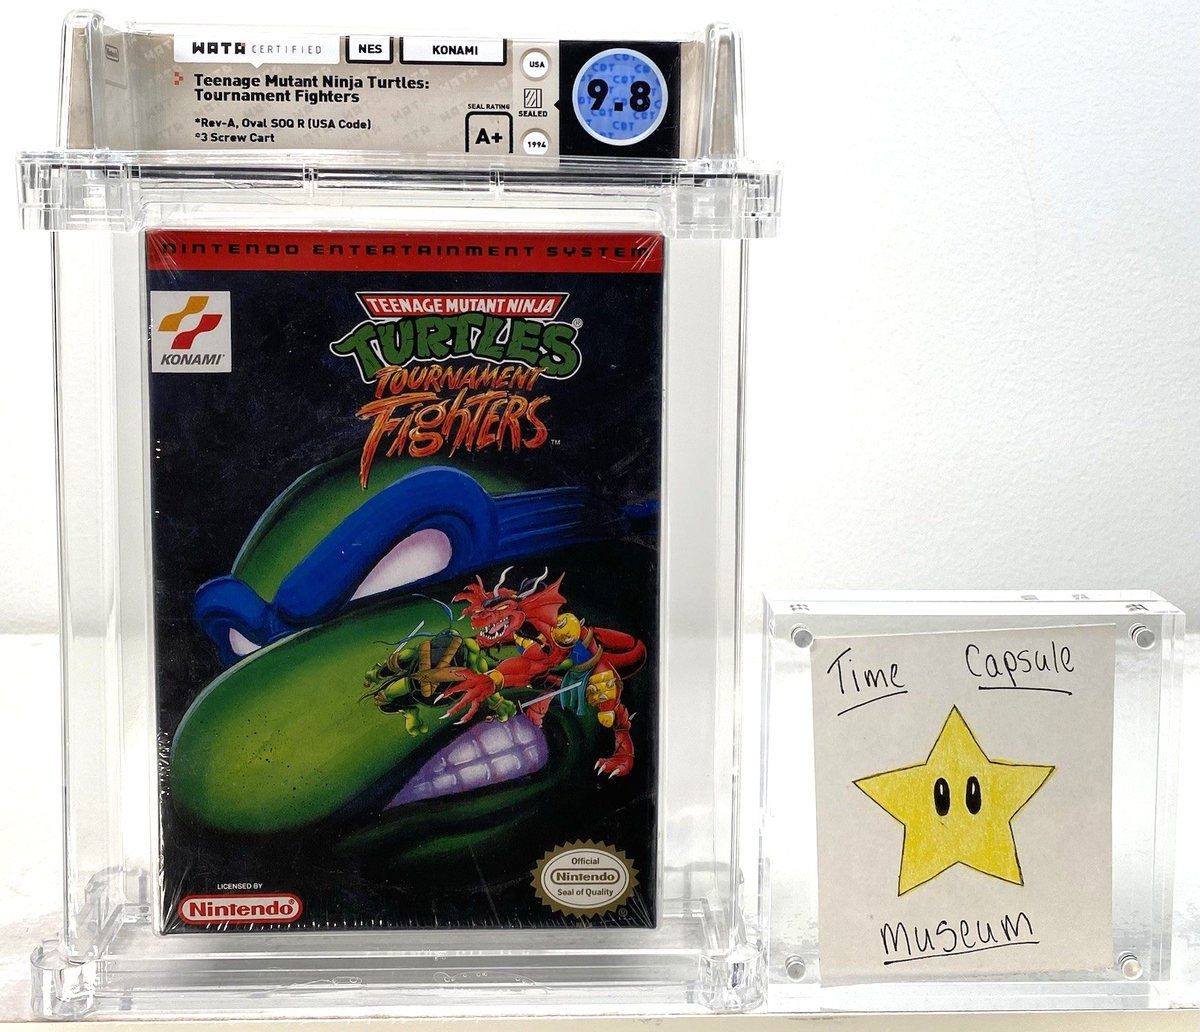 WATA CERTIFIED
NES
KONAMI
Teenage Mutant Ninja Turtles:
Tournament Fighters
*Rev-A, Oval SOQ R (USA Code)
*3 Screw Cart
SEAL RATING
A+
USA
SEALED
1994
9.8
NINTENDO ENTERTAINMENT SYSTEM
KONAMI®
TEENAGE MUTANT NINJA
TURTLES®
TOURNAMENT
FIGHTERS™
LICENSED BY
Nintendo®
Official
Nintendo
Seal of Quality
®
Time Capsule
Museum